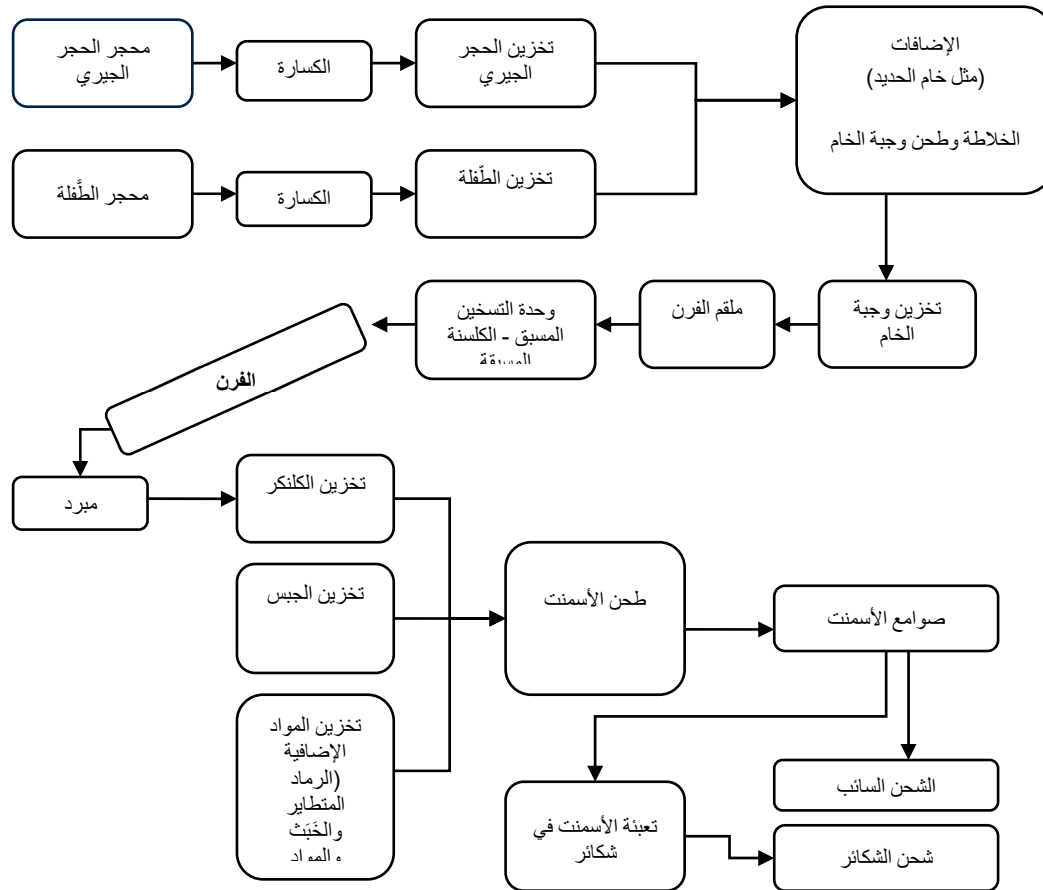 محجر الحجر
الجيري
الكسارة
تخزين الحجر
الجيري
الإضافات
(مثل خام الحديد)
الخلاطة وطحن وجبة الخام
محجر الطَّفلة
الكسارة
تخزين الطّفلة
تخزين وجبة
الخام
ملقم الفرن
وحدة التسخين
المسبق - الكلسنة
المسبقة
الفرن
مبرد
تخزين الكلنكر
تخزين الجبس
تخزين المواد
الإضافية
(الرماد
المتطاير
والخَبَث
والمواد
طحن الأسمنت
صوامع الأسمنت
الشحن السائب
تعبئة الأسمنت في
شكائر
شحن الشكائر